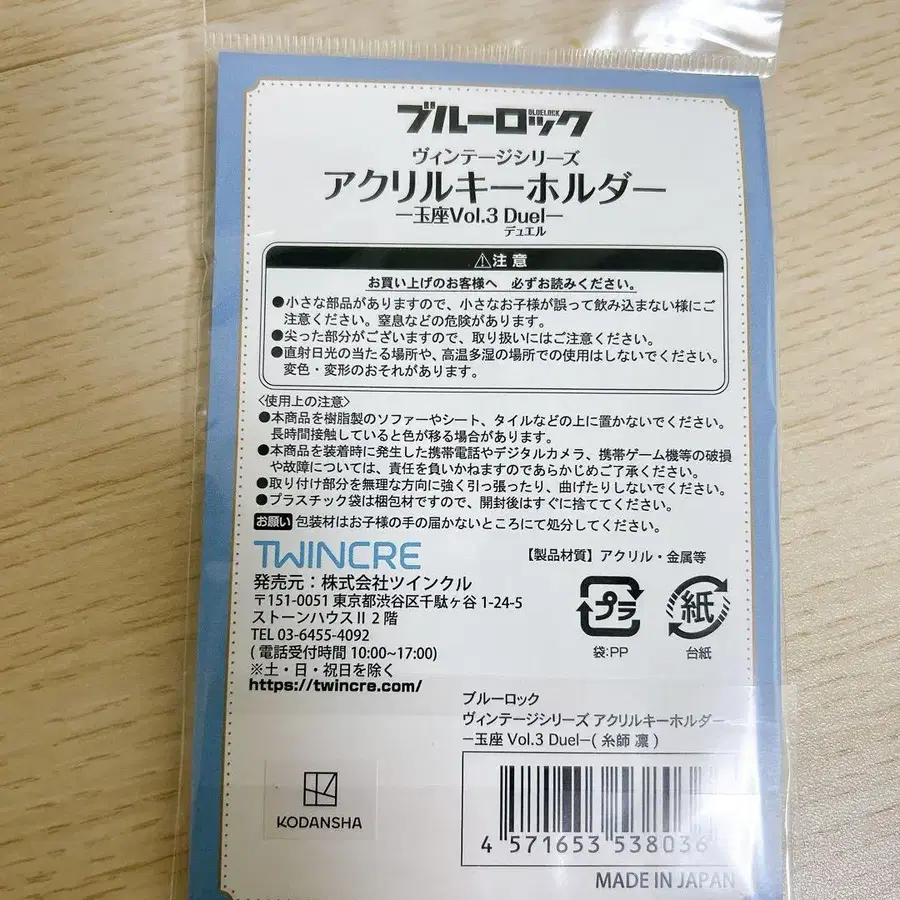 ブルーロック
BLUELOCK
ヴィンテージシリーズ
アクリルキーホルダー
ー玉座Vol.3 Duelー
デュエル
⚠注意
お買い上げのお客様へ 必ずお読みください。
●小さな部品がありますので、小さなお子様が誤って飲み込まない様にご
注意ください。窒息などの危険があります。
●尖った部分がございますので、取り扱いにはご注意ください。
●直射日光の当たる場所や、高温多湿の場所での使用はしないでください。
変色・変形のおそれがあります。
<使用上の注意>
●本商品を樹脂製のソファーやシート、タイルなどの上に置かないでください。
長時間接触していると色が移る場合があります。
●本商品を装着時に発生した携帯電話やデジタルカメラ、携帯ゲーム機等の破損
や故障については、責任を負いかねますのであらかじめご了承ください。
●取り付け部分を無理な方向に強く引っ張ったり、曲げたりしないでください。
●プラスチック袋は梱包材ですので、開封後はすぐに捨ててください。
お願い 包装材はお子様の手の届かないところにて処分してください。
TWINCRE
【製品材質】アクリル・金属等
発売元：株式会社ツインクル
〒151-0051 東京都渋谷区千駄ヶ谷 1-24-5
ストーンハウスⅡ 2 階
TEL 03-6455-4092
( 電話受付時間 10:00~17:00)
※土・日・祝日を除く
https://twincre.com/
プラ
袋:PP
紙
台紙
ブルーロック
ヴィンテージシリーズ アクリルキーホルダー
ー玉座 Vol.3 Duelー( 糸師 凛 )
KODANSHA
4 571653 538036
MADE IN JAPAN